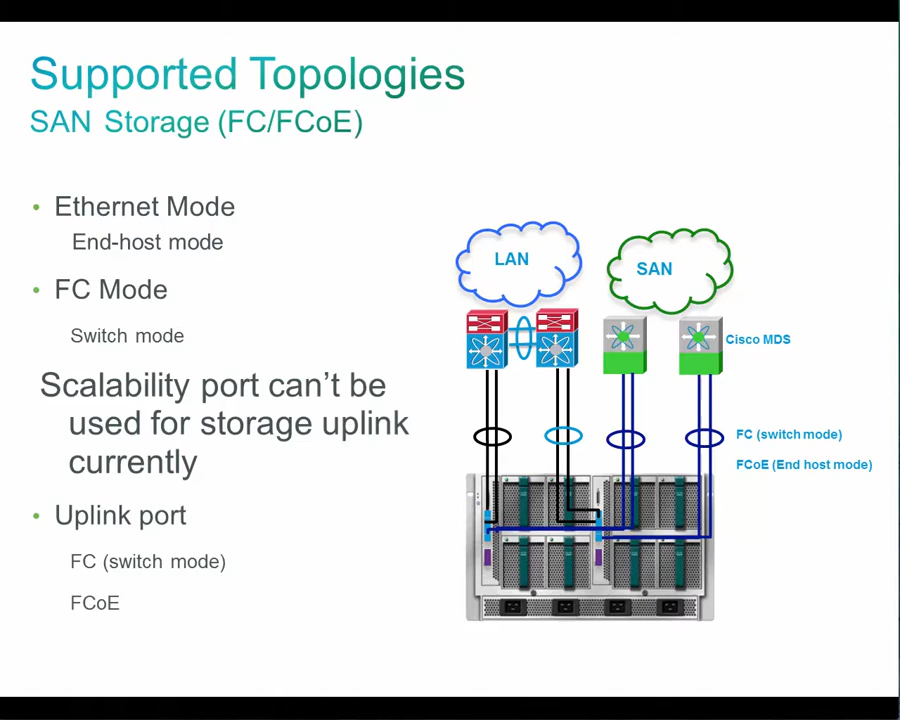 Supported Topologies
SAN Storage (FC/FCoE)
• Ethernet Mode
End-host mode
• FC Mode
Switch mode
Scalability port can’t be
used for storage uplink
currently
• Uplink port
FC (switch mode)
FCoE
LAN
SAN
Cisco MDS
FC (switch mode)
FCoE (End host mode)